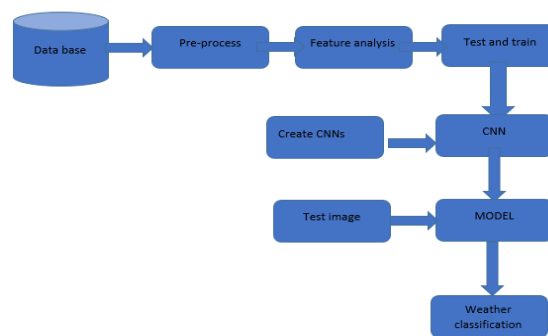 Data base
Pre-process
Feature analysis
Test and train
Create CNNs
CNN
Test image
MODEL
Weather
classification